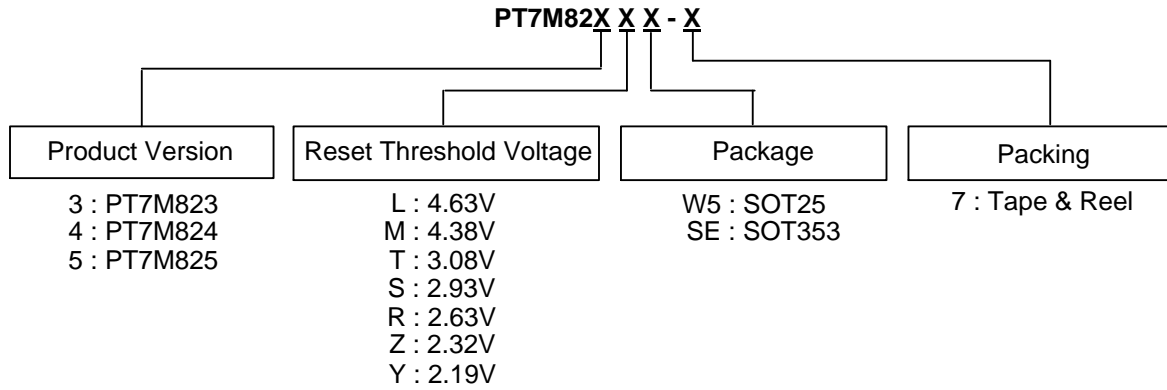 PT7M82X X X - X
Product Version
3 : PT7M823
4 : PT7M824
5 : PT7M825
Reset Threshold Voltage
L : 4.63V
M : 4.38V
T : 3.08V
S : 2.93V
R : 2.63V
Z : 2.32V
Y : 2.19V
Package
W5 : SOT25
SE : SOT353
Packing
7 : Tape & Reel